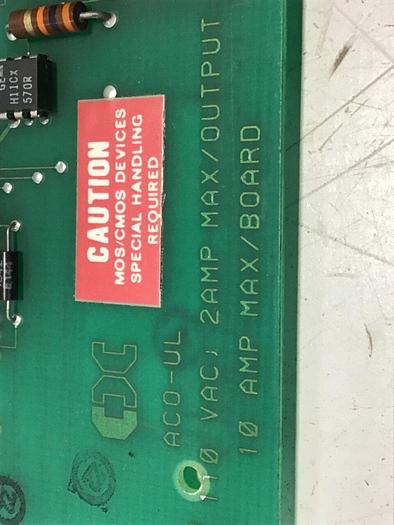 CAUTION
MOS/CMOS DEVICES
SPECIAL HANDLING
REQUIRED
ACO-UL
110 VAC; 2AMP MAX/OUTPUT
10 AMP MAX/BOARD
GE
H11CX
570R